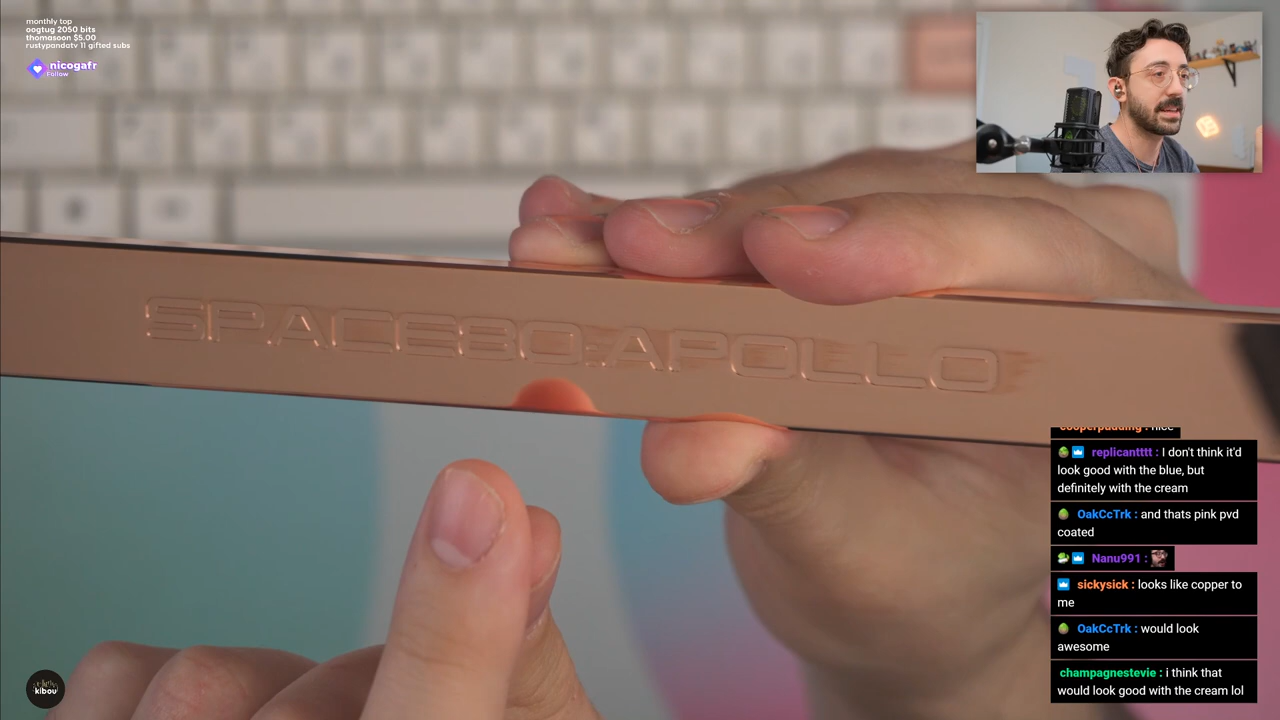 monthly top
oogtug 2050 bits
thomasoon $5.00
rustypandatv 11 gifted subs
nicogafr
Follow
SPACE80-APOLLO
cooperpudding : nice
replicantttt : I don't think it'd
look good with the blue, but
definitely with the cream
OakCcTrk : and thats pink pvd
coated
Nanu991 :
sickysick : looks like copper to
me
OakCcTrk : would look
awesome
champagnestevie : i think that
would look good with the cream lol
kibou